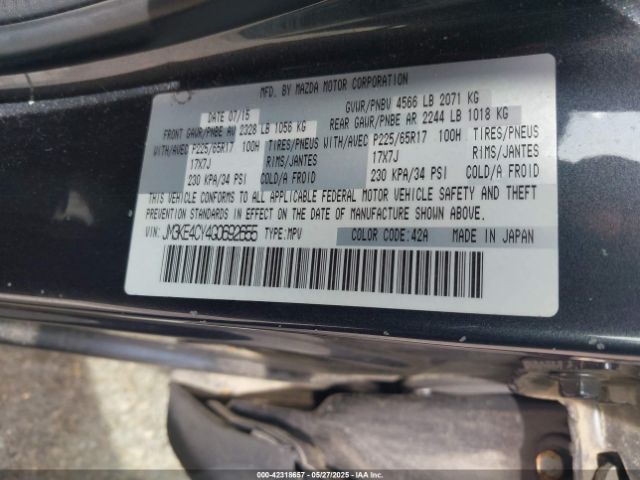 MFD. BY MAZDA MOTOR CORPORATION
DATE 07/15 GVWR/PNBV 4566 LB 2071 KG
FRONT GAWR/PNBE AV 2328 LB 1056 KG REAR GAWR/PNBE AR 2244 LB 1018 KG
WITH/AVEC P225/65R17 100H TIRES/PNEUS WITH/AVEC P225/65R17 100H TIRES/PNEUS
17X7J RIMS/JANTES 17X7J RIMS/JANTES
230 KPA/34 PSI COLD/A FROID 230 KPA/34 PSI COLD/A FROID
THIS VEHICLE CONFORMS TO ALL APPLICABLE FEDERAL MOTOR VEHICLE SAFETY AND THEFT
PREVENTION STANDARDS IN EFFECT ON THE DATE OF MANUFACTURE SHOWN ABOVE.
VIN: JM3KE4CY4G0692655 TYPE: MPV COLOR CODE: 42A MADE IN JAPAN
000-42318657 - 05/27/2025 - IAAI.COM